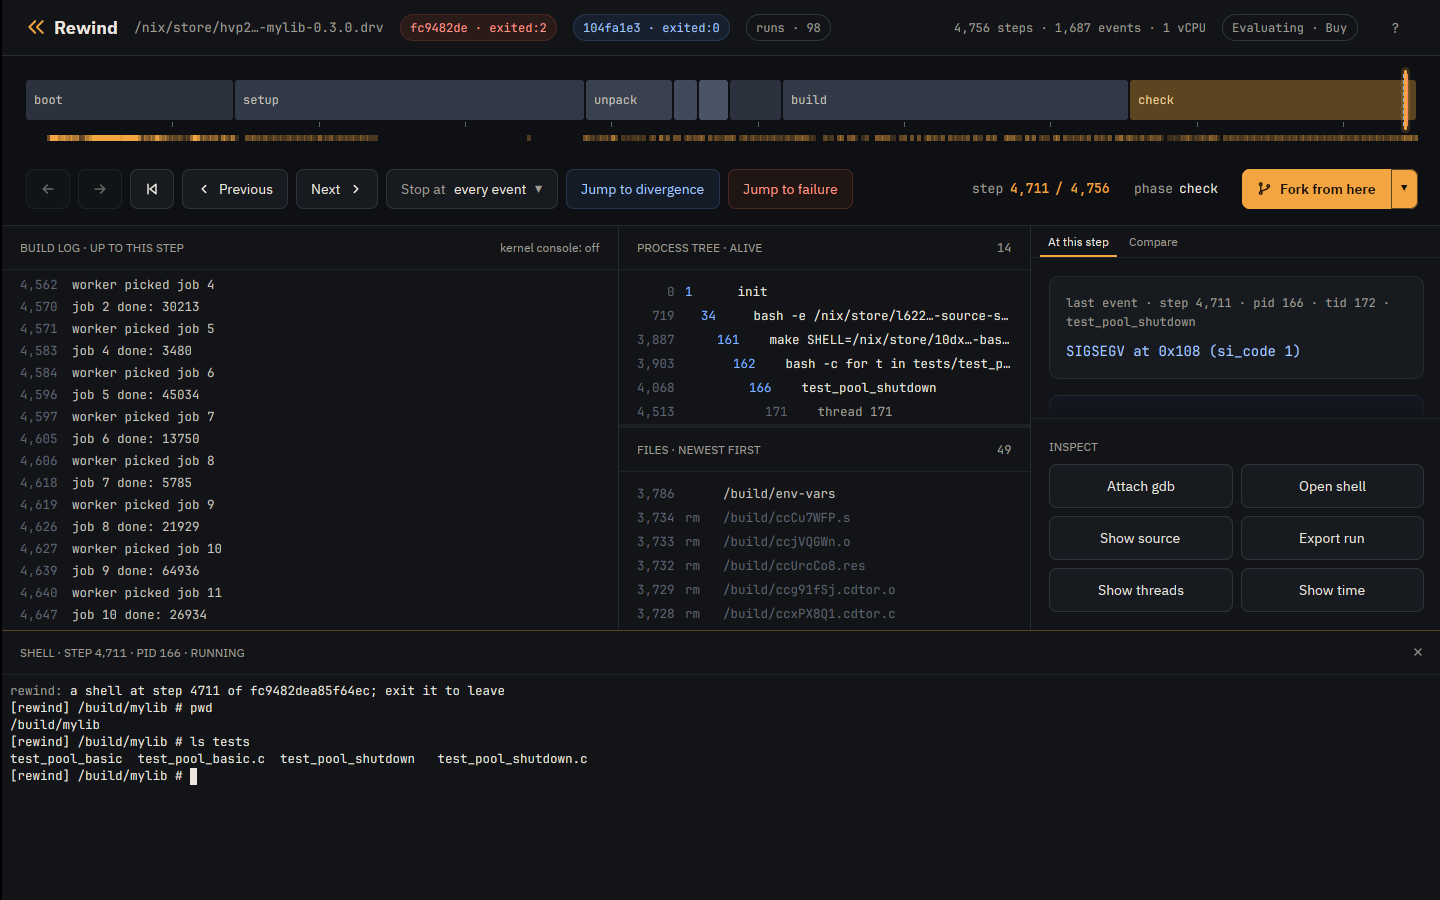 Rewind /nix/store/hvp2…-mylib-0.3.0.drv fc9482de · exited:2 104fa1e3 · exited:0 runs · 98 4,756 steps · 1,687 events · 1 vCPU Evaluating · Buy ?
boot setup unpack build check
Previous Next Stop at every event Jump to divergence Jump to failure step 4,711 / 4,756 phase check Fork from here
BUILD LOG · UP TO THIS STEP kernel console: off
4,562 worker picked job 4
4,570 job 2 done: 30213
4,571 worker picked job 5
4,583 job 4 done: 3480
4,584 worker picked job 6
4,596 job 5 done: 45034
4,597 worker picked job 7
4,605 job 6 done: 13750
4,606 worker picked job 8
4,618 job 7 done: 5785
4,619 worker picked job 9
4,626 job 8 done: 21929
4,627 worker picked job 10
4,639 job 9 done: 64936
4,640 worker picked job 11
4,647 job 10 done: 26934
PROCESS TREE · ALIVE 14
0 1 init
719 34 bash -e /nix/store/l622…-source-s…
3,887 161 make SHELL=/nix/store/10dx…-bas…
3,903 162 bash -c for t in tests/test_p…
4,068 166 test_pool_shutdown
4,513 171 thread 171
FILES · NEWEST FIRST 49
3,786 /build/env-vars
3,734 rm /build/ccCu7WFP.s
3,733 rm /build/ccjVQGWn.o
3,732 rm /build/ccUrcCo8.res
3,729 rm /build/ccg91fSj.cdtor.o
3,728 rm /build/ccxPX8Q1.cdtor.c
At this step Compare
last event · step 4,711 · pid 166 · tid 172 ·
test_pool_shutdown
SIGSEGV at 0x108 (si_code 1)
INSPECT
Attach gdb Open shell
Show source Export run
Show threads Show time
SHELL · STEP 4,711 · PID 166 · RUNNING ×
rewind: a shell at step 4711 of fc9482dea85f64ec; exit it to leave
[rewind] /build/mylib # pwd
/build/mylib
[rewind] /build/mylib # ls tests
test_pool_basic test_pool_basic.c test_pool_shutdown test_pool_shutdown.c
[rewind] /build/mylib #